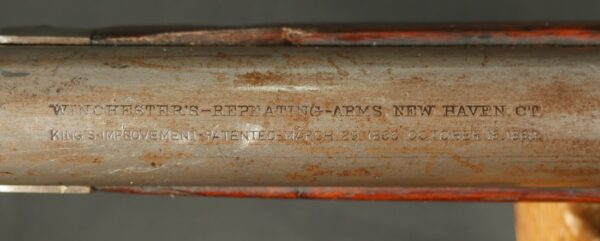 WINCHESTER'S-REPEATING-ARMS. NEW HAVEN. CT.
KING'S-IMPROVEMENT-PATENTED-MARCH 29. 1866. OCTOBER 16. 1860.